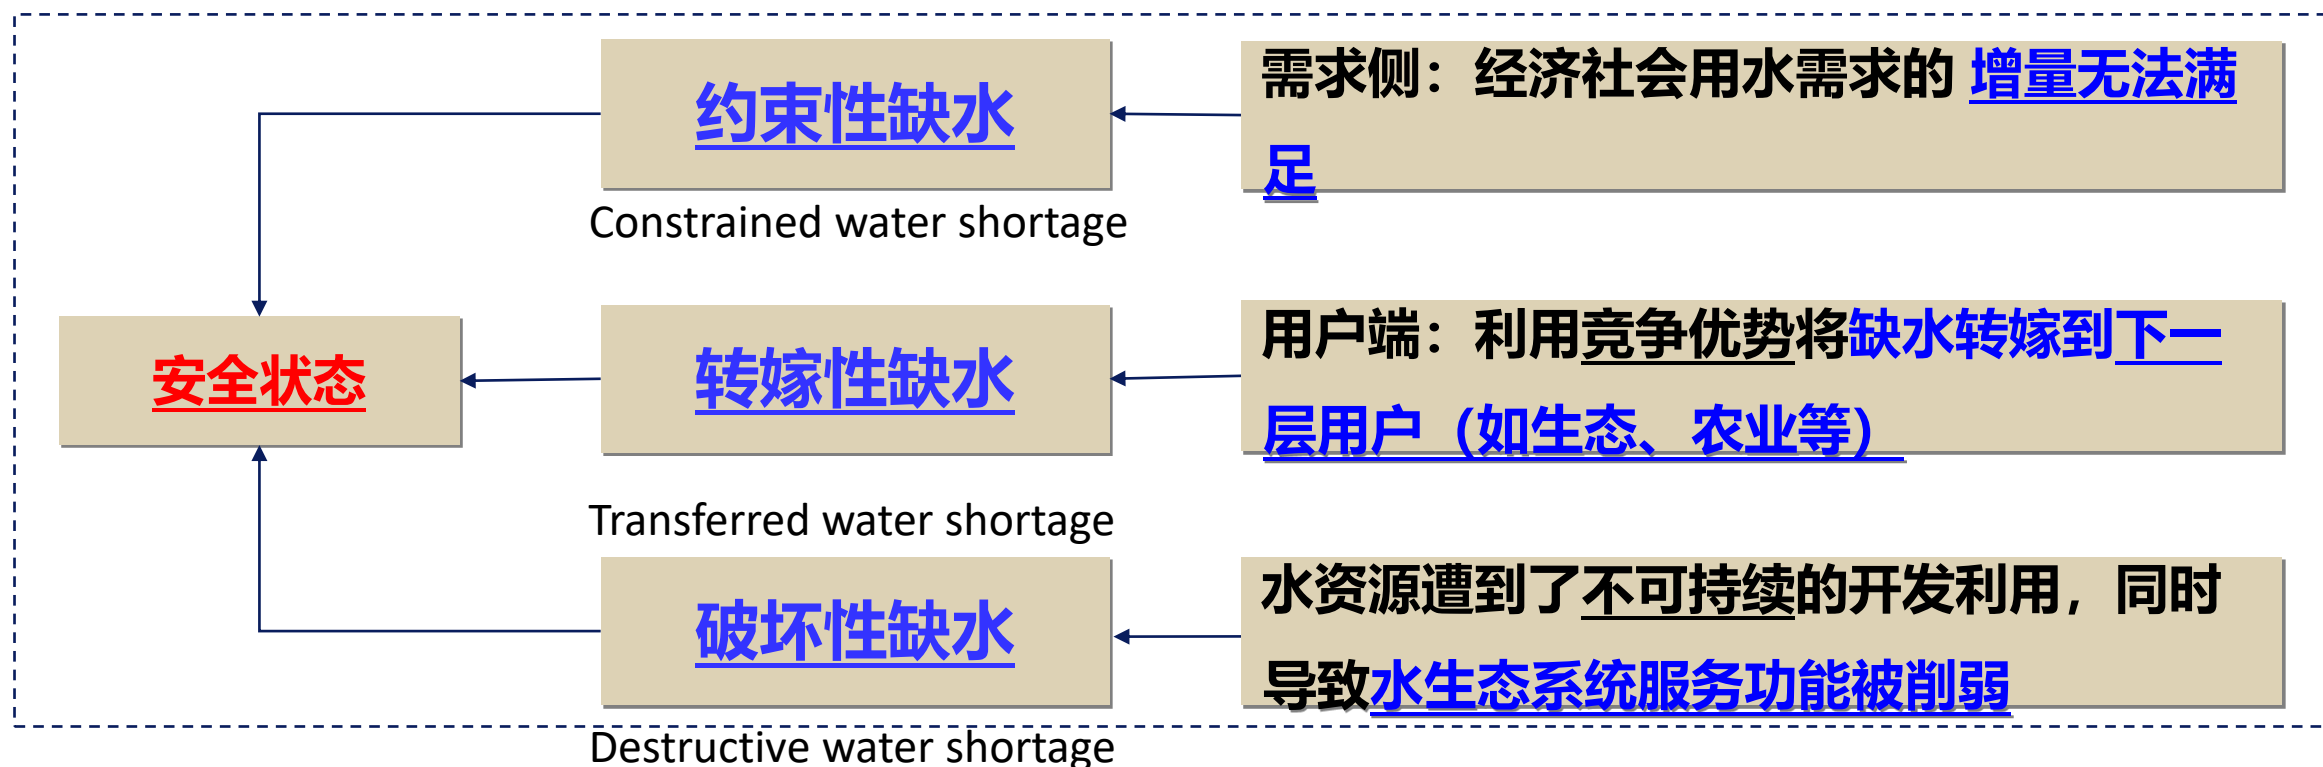 约束性缺水
需求侧：经济社会用水需求的 增量无法满
足
Constrained water shortage
安全状态
转嫁性缺水
用户端：利用竞争优势将缺水转嫁到下一
层用户（如生态、农业等）
Transferred water shortage
破坏性缺水
水资源遭到了不可持续的开发利用，同时
导致水生态系统服务功能被削弱
Destructive water shortage